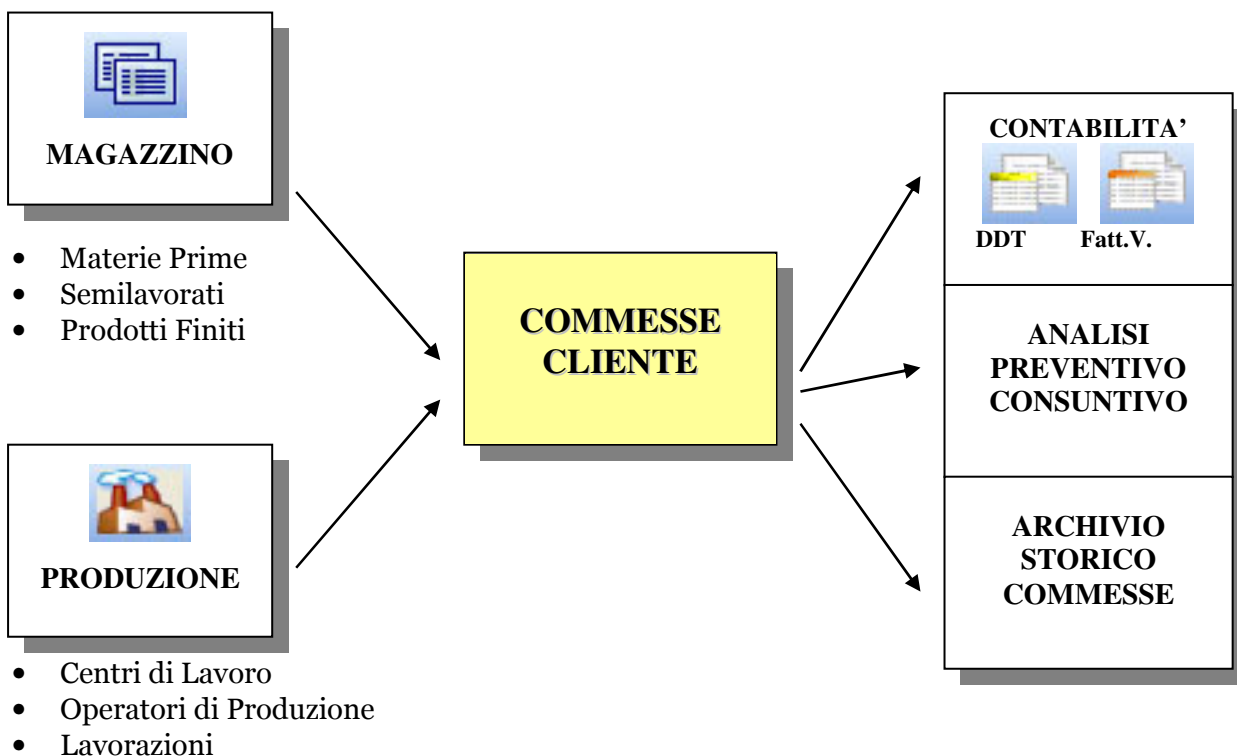 MAGAZZINO
• Materie Prime
• Semilavorati
• Prodotti Finiti
PRODUZIONE
• Centri di Lavoro
• Operatori di Produzione
• Lavorazioni
COMMESSE
CLIENTE
CONTABILITA’
DDT Fatt.V.
ANALISI
PREVENTIVO
CONSUNTIVO
ARCHIVIO
STORICO
COMMESSE